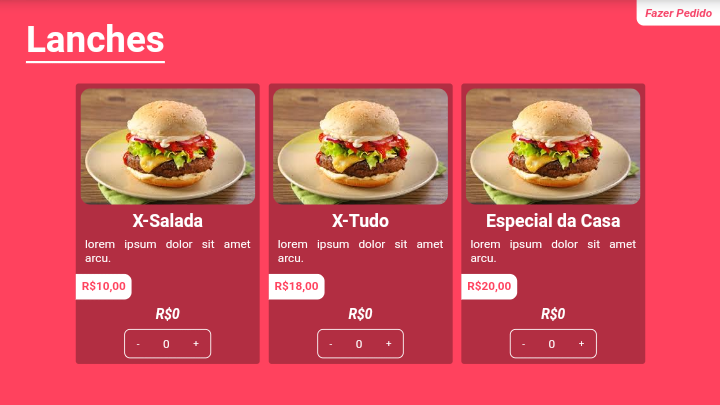 Fazer Pedido
Lanches
X-Salada
lorem ipsum dolor sit amet
arcu.
R$10,00
R$0
- 0 +
X-Tudo
lorem ipsum dolor sit amet
arcu.
R$18,00
R$0
- 0 +
Especial da Casa
lorem ipsum dolor sit amet
arcu.
R$20,00
R$0
- 0 +